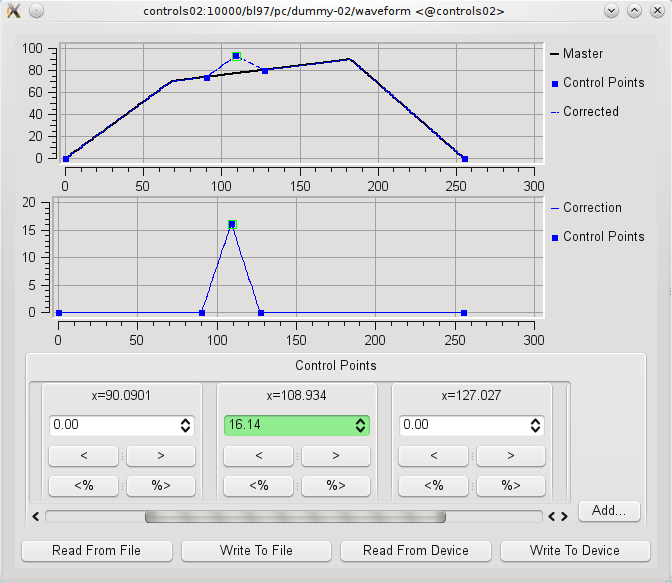 controls02:10000/bl97/pc/dummy-02/waveform <@controls02>
100
80
60
40
20
0
0 50 100 150 200 250 300
Master
Control Points
Corrected
20
15
10
5
0
0 50 100 150 200 250 300
Correction
Control Points
Control Points
x=90.0901 x=108.934 x=127.027
0.00 16.14 0.00
< > < > < >
<% %> <% %> <% %>
Add...
Read From File Write To File Read From Device Write To Device